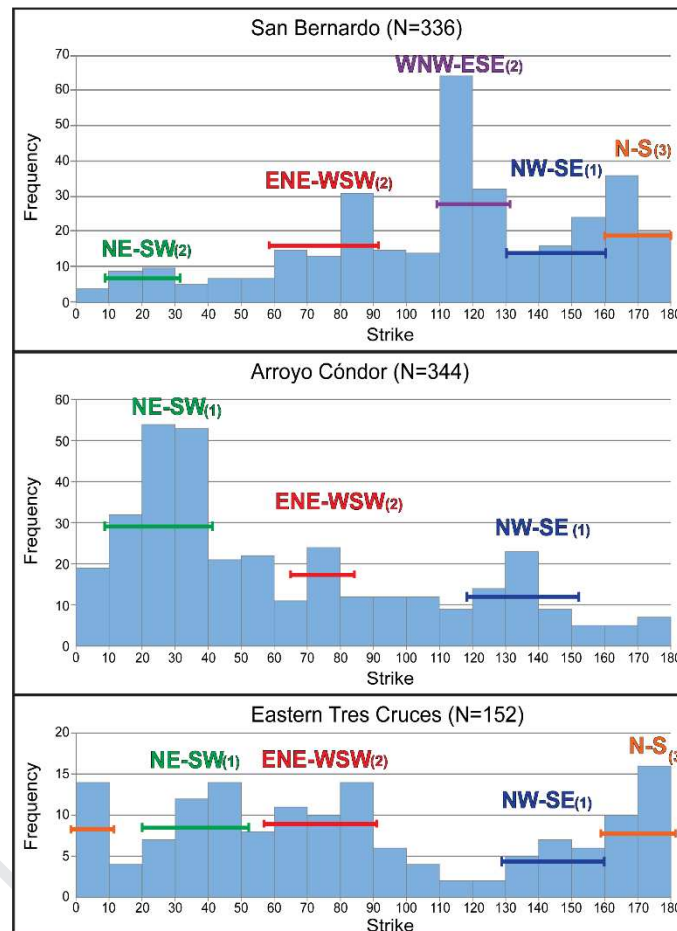 San Bernardo (N=336)
70
60
50
40
30
20
10
0
Frequency
NE-SW(2)
ENE-WSW(2)
WNW-ESE(2)
NW-SE(1)
N-S(3)
0 10 20 30 40 50 60 70 80 90 100 110 120 130 140 150 160 170 180
Strike
Arroyo Cóndor (N=344)
60
50
40
30
20
10
0
Frequency
NE-SW(1)
ENE-WSW(2)
NW-SE (1)
0 10 20 30 40 50 60 70 80 90 100 110 120 130 140 150 160 170 180
Strike
Eastern Tres Cruces (N=152)
20
15
10
5
0
Frequency
NE-SW(1)
ENE-WSW(2)
NW-SE(1)
N-S(3)
0 10 20 30 40 50 60 70 80 90 100 110 120 130 140 150 160 170 180
Strike